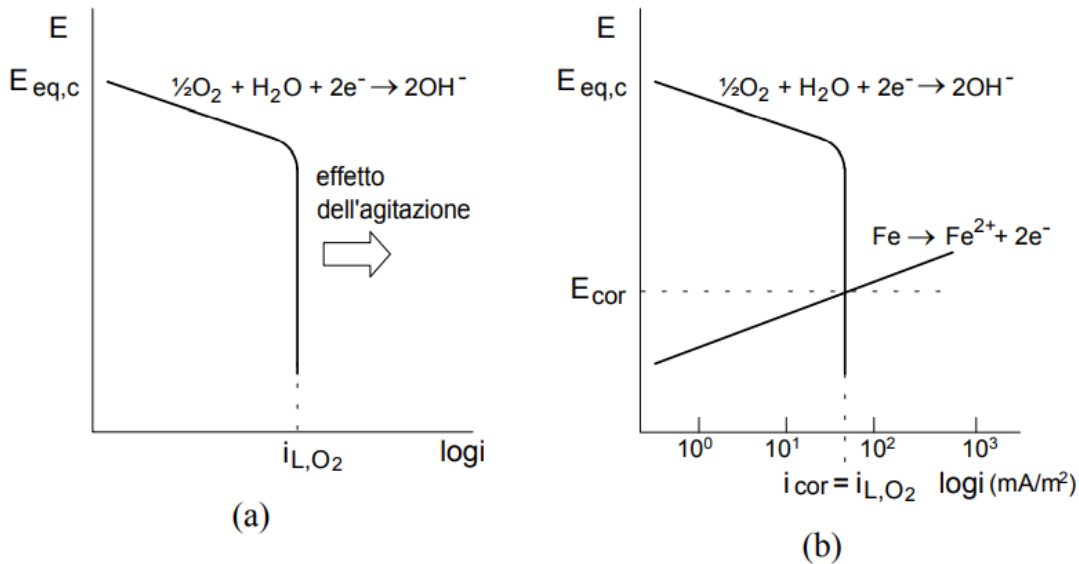 E
E eq,c
½O₂ + H₂O + 2e⁻ → 2OH⁻
effetto
dell'agitazione
i L,O₂
logi
(a)
E
E eq,c
½O₂ + H₂O + 2e⁻ → 2OH⁻
Fe → Fe²⁺ + 2e⁻
E cor
10⁰ 10¹ 10² 10³
i cor = i L,O₂ logi (mA/m²)
(b)